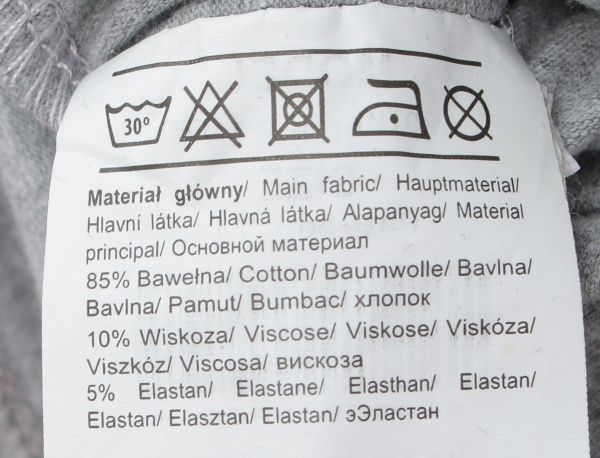 30°
Materiał główny/ Main fabric/ Hauptmaterial/
Hlavní látka/ Hlavná látka/ Alapanyag/ Material
principal/ Основной материал
85% Bawełna/ Cotton/ Baumwolle/ Bavlna/
Bavlna/ Pamut/ Bumbac/ хлопок
10% Wiskoza/ Viscose/ Viskose/ Viskóza/
Viszkóz/ Viscosa/ вискоза
5% Elastan/ Elastane/ Elasthan/ Elastan/
Elastan/ Elasztan/ Elastan/ эЭластан